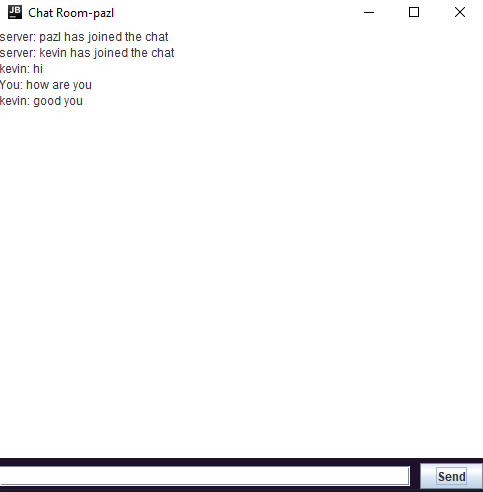 JB
Chat Room-pazl
server: pazl has joined the chat
server: kevin has joined the chat
kevin: hi
You: how are you
kevin: good you
Send